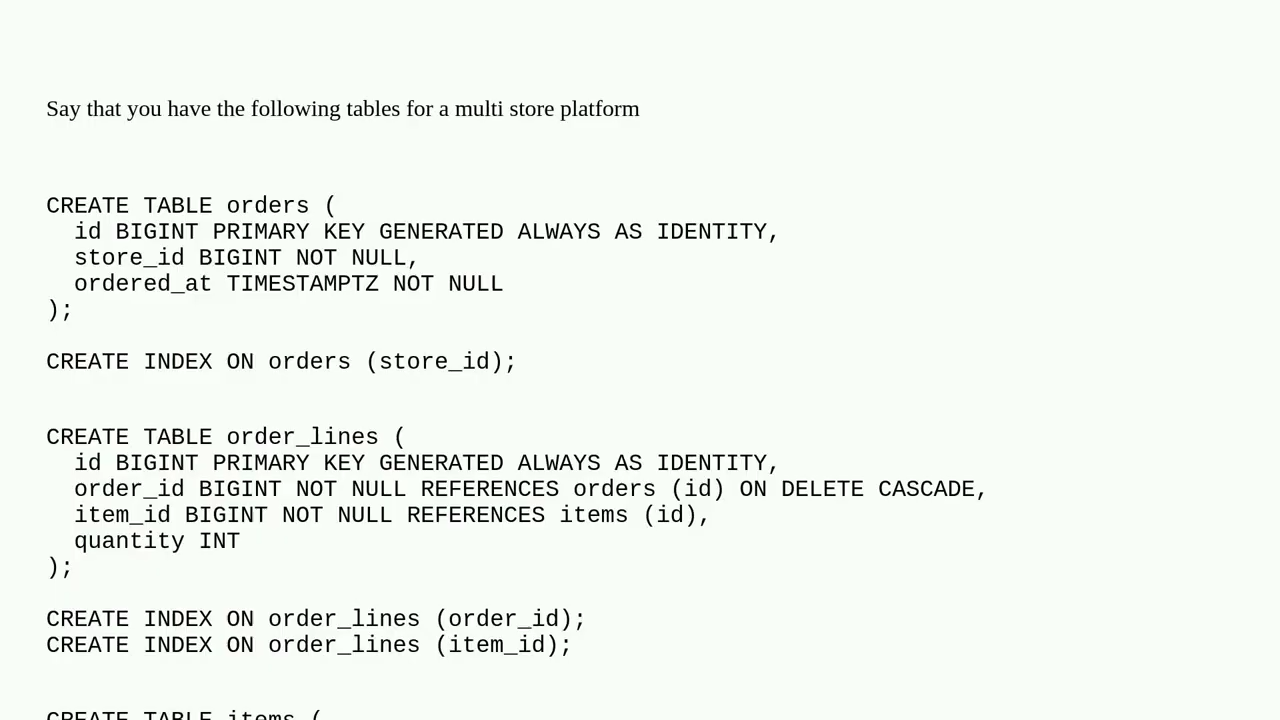 Say that you have the following tables for a multi store platform
CREATE TABLE orders (
  id BIGINT PRIMARY KEY GENERATED ALWAYS AS IDENTITY,
  store_id BIGINT NOT NULL,
  ordered_at TIMESTAMPTZ NOT NULL
);
CREATE INDEX ON orders (store_id);
CREATE TABLE order_lines (
  id BIGINT PRIMARY KEY GENERATED ALWAYS AS IDENTITY,
  order_id BIGINT NOT NULL REFERENCES orders (id) ON DELETE CASCADE,
  item_id BIGINT NOT NULL REFERENCES items (id),
  quantity INT
);
CREATE INDEX ON order_lines (order_id);
CREATE INDEX ON order_lines (item_id);
CREATE TABLE items (